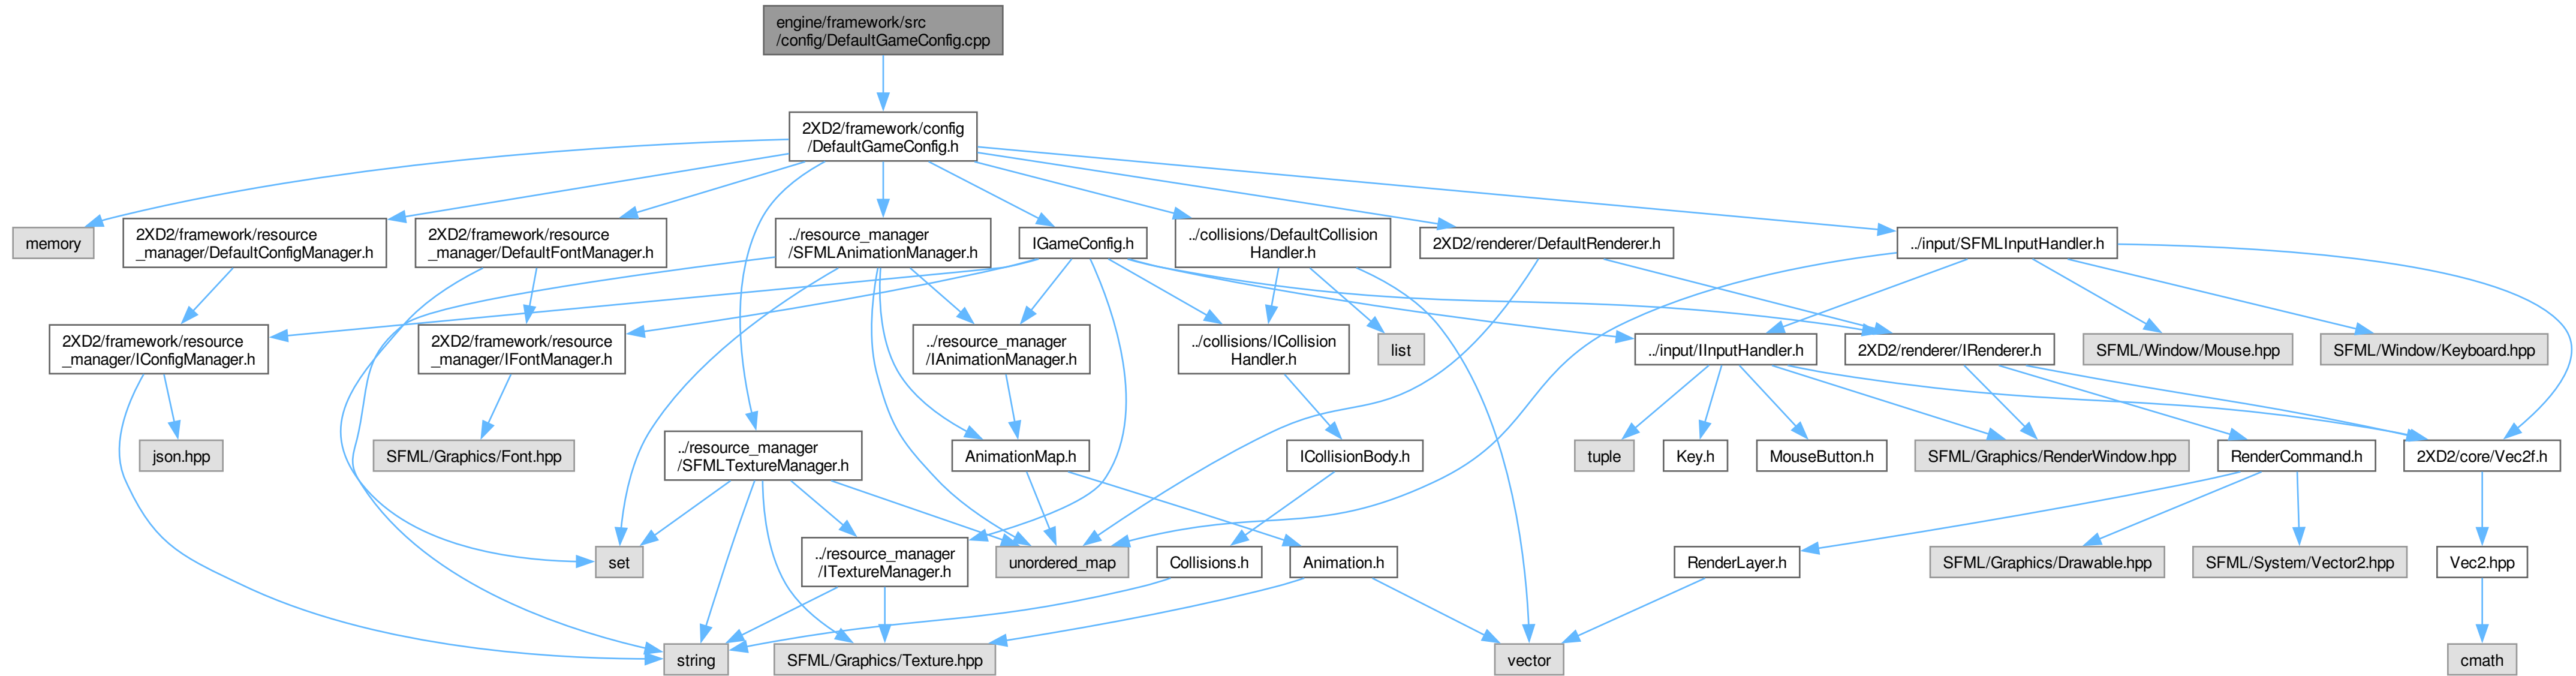 engine/framework/src
/config/DefaultGameConfig.cpp
2XD2/framework/config
/DefaultGameConfig.h
memory
2XD2/framework/resource
_manager/DefaultConfigManager.h
2XD2/framework/resource
_manager/DefaultFontManager.h
../resource_manager
/SFMLAnimationManager.h
IGameConfig.h
../collisions/DefaultCollision
Handler.h
2XD2/renderer/DefaultRenderer.h
../input/SFMLInputHandler.h
2XD2/framework/resource
_manager/IConfigManager.h
2XD2/framework/resource
_manager/IFontManager.h
../resource_manager
/IAnimationManager.h
../collisions/ICollision
Handler.h
list
../input/IInputHandler.h
2XD2/renderer/IRenderer.h
SFML/Window/Mouse.hpp
SFML/Window/Keyboard.hpp
json.hpp
SFML/Graphics/Font.hpp
../resource_manager
/SFMLTextureManager.h
AnimationMap.h
ICollisionBody.h
tuple
Key.h
MouseButton.h
SFML/Graphics/RenderWindow.hpp
RenderCommand.h
2XD2/core/Vec2f.h
set
../resource_manager
/ITextureManager.h
unordered_map
Collisions.h
Animation.h
RenderLayer.h
SFML/Graphics/Drawable.hpp
SFML/System/Vector2.hpp
Vec2.hpp
string
SFML/Graphics/Texture.hpp
vector
cmath